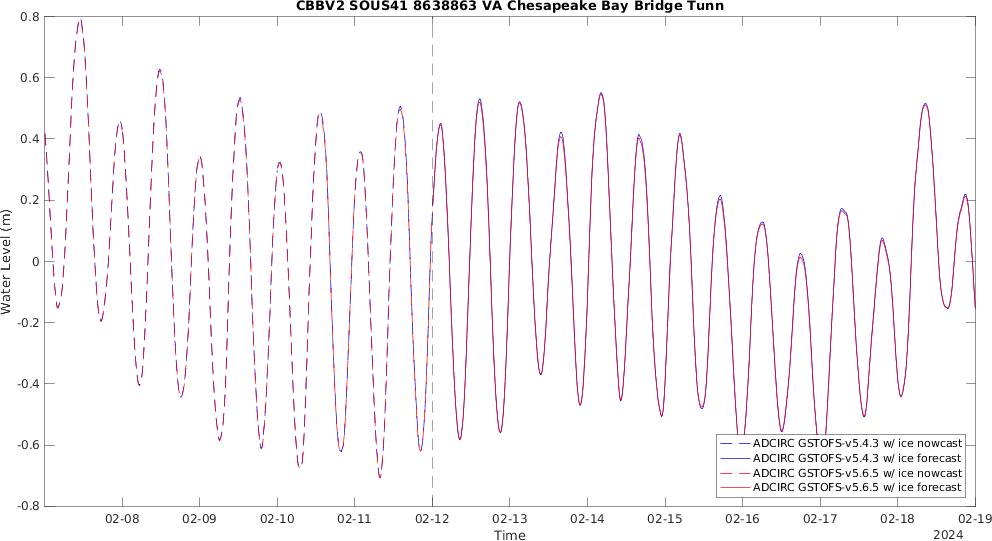 CBBV2 SOUS41 8638863 VA Chesapeake Bay Bridge Tunn
0.8
0.6
0.4
0.2
0
-0.2
-0.4
-0.6
-0.8
Water Level (m)
ADCIRC GSTOFS-v5.4.3 w/ ice nowcast
ADCIRC GSTOFS-v5.4.3 w/ ice forecast
ADCIRC GSTOFS-v5.6.5 w/ ice nowcast
ADCIRC GSTOFS-v5.6.5 w/ ice forecast
02-08 02-09 02-10 02-11 02-12 02-13 02-14 02-15 02-16 02-17 02-18 02-19
Time
2024